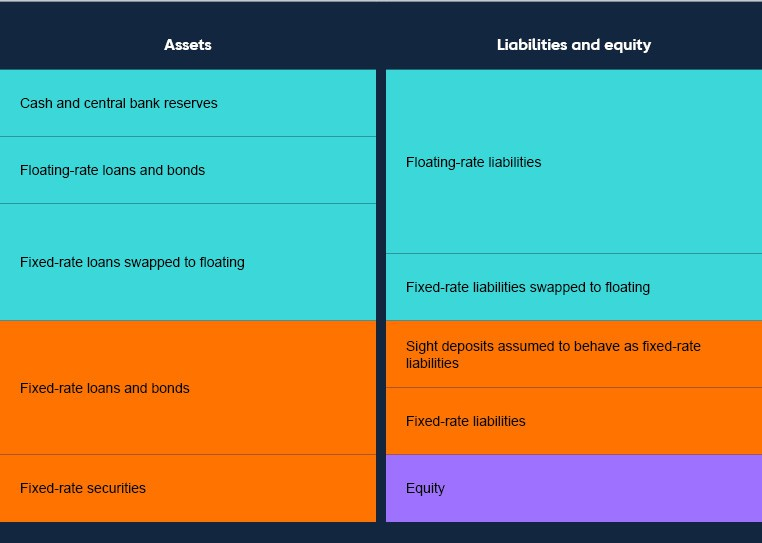 Assets
Liabilities and equity
Cash and central bank reserves
Floating-rate loans and bonds
Fixed-rate loans swapped to floating
Fixed-rate loans and bonds
Fixed-rate securities
Floating-rate liabilities
Fixed-rate liabilities swapped to floating
Sight deposits assumed to behave as fixed-rate
liabilities
Fixed-rate liabilities
Equity